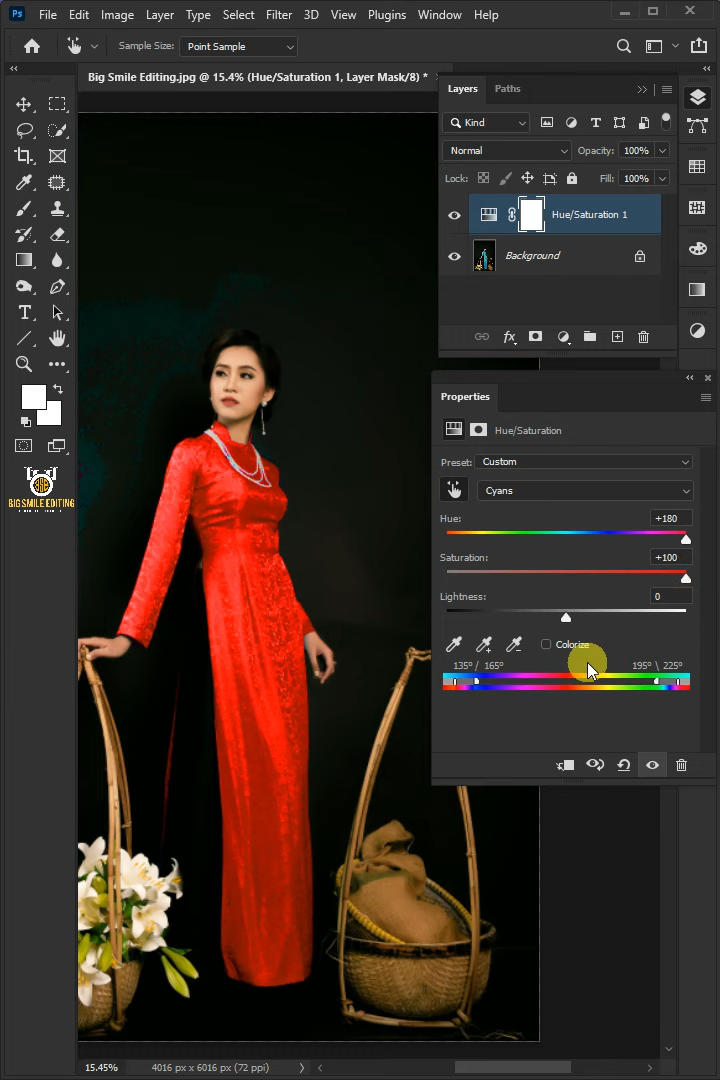 Ps File Edit Image Layer Type Select Filter 3D View Plugins Window Help
Sample Size: Point Sample
Big Smile Editing.jpg @ 15.4% (Hue/Saturation 1, Layer Mask/8) *
Layers Paths
Kind
Normal Opacity: 100%
Lock: Fill: 100%
Hue/Saturation 1
Background
fx
Properties
Hue/Saturation
Preset: Custom
Cyans
Hue: +180
Saturation: +100
Lightness: 0
Colorize
135° / 165° 195° \ 225°
BIG SMILE EDITING
15.45% 4016 px x 6016 px (72 ppi)